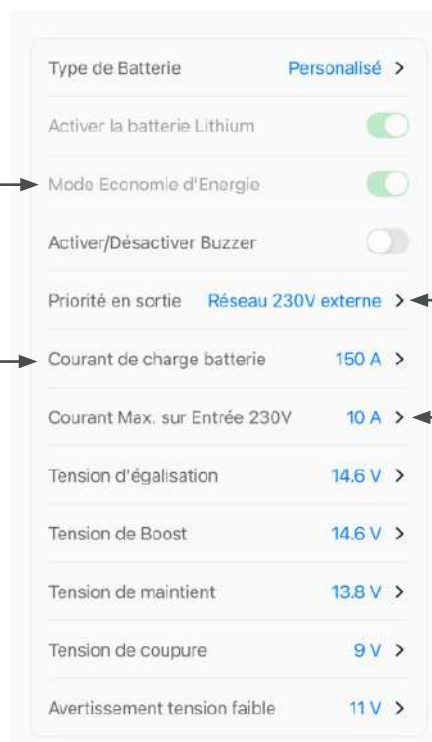 Type de Batterie Personalisé >
Activer la batterie Lithium
Mode Economie d'Energie
Activer/Désactiver Buzzer
Priorité en sortie Réseau 230V externe >
Courant de charge batterie 150 A >
Courant Max. sur Entrée 230V 10 A >
Tension d'égalisation 14.6 V >
Tension de Boost 14.6 V >
Tension de maintient 13.8 V >
Tension de coupure 9 V >
Avertissement tension faible 11 V >